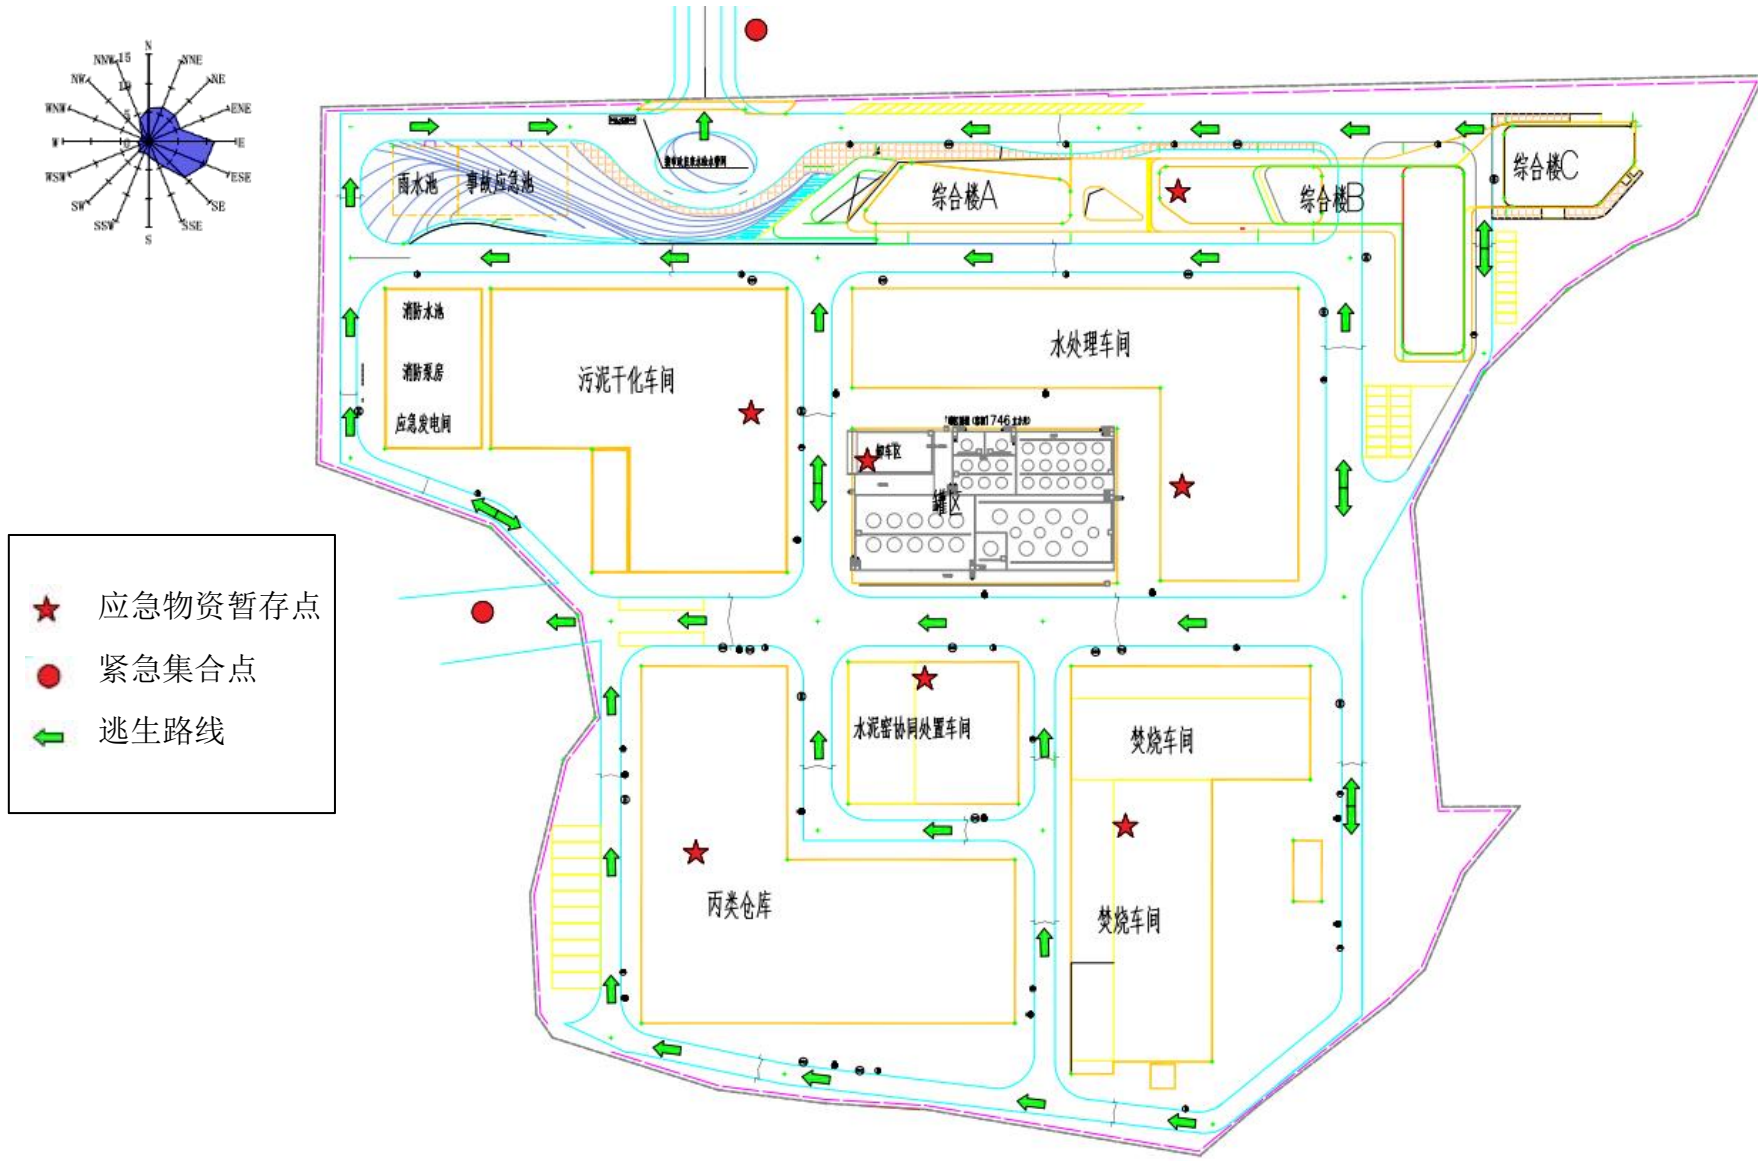 N
NNW
15
NNE
NW
10
NE
WNW
5
ENE
W
0
E
WSW
ESE
SW
SE
SSW
SSE
S
雨水池
事故应急池
综合楼A
综合楼B
综合楼C
消防水池
消防泵房
应急发电间
污泥干化车间
水处理车间
1746
卸车区
罐区
应急物资暂存点
紧急集合点
逃生路线
水泥窑协同处置车间
焚烧车间
丙类仓库
焚烧车间